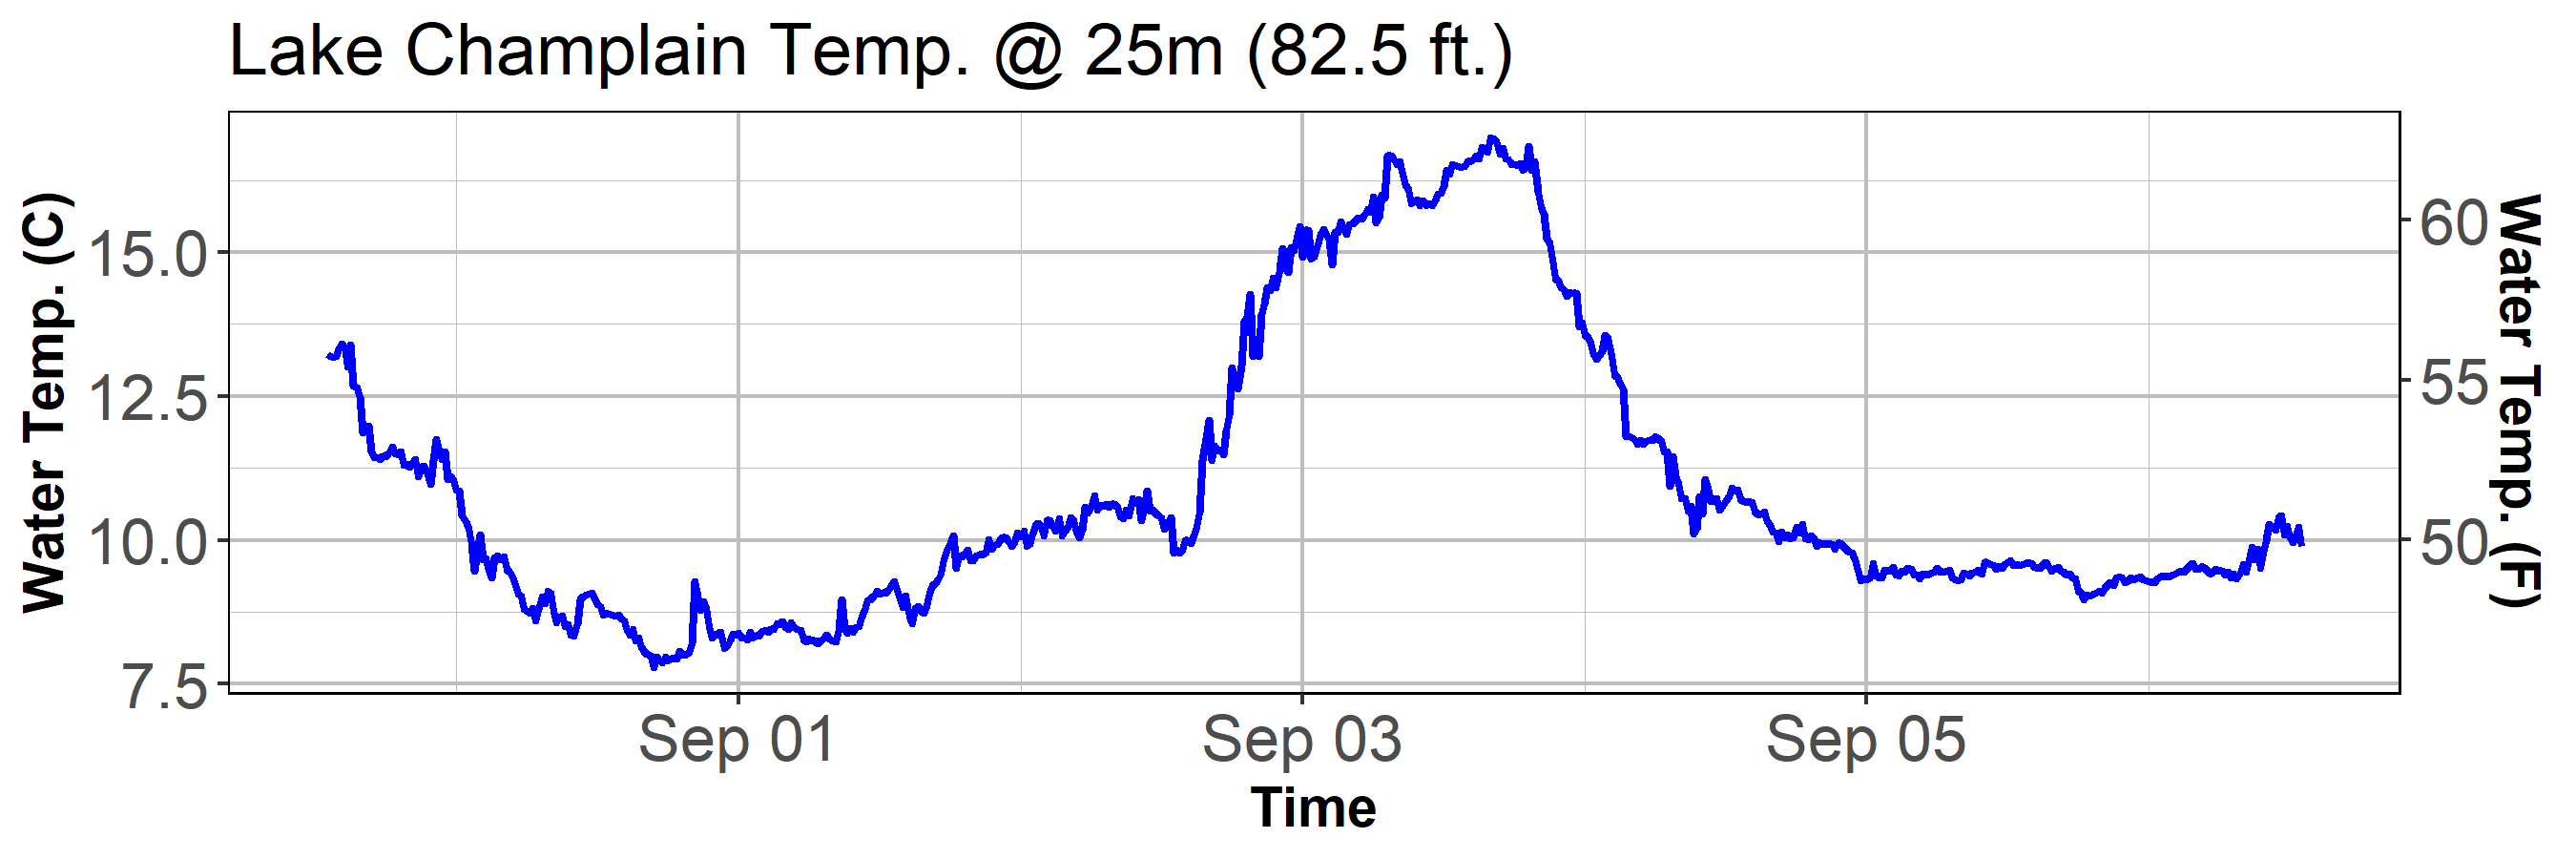 Lake Champlain Temp. @ 25m (82.5 ft.)
Water Temp. (C)
15.0
12.5
10.0
7.5
60
55
50
Water Temp. (F)
Sep 01 Sep 03 Sep 05
Time